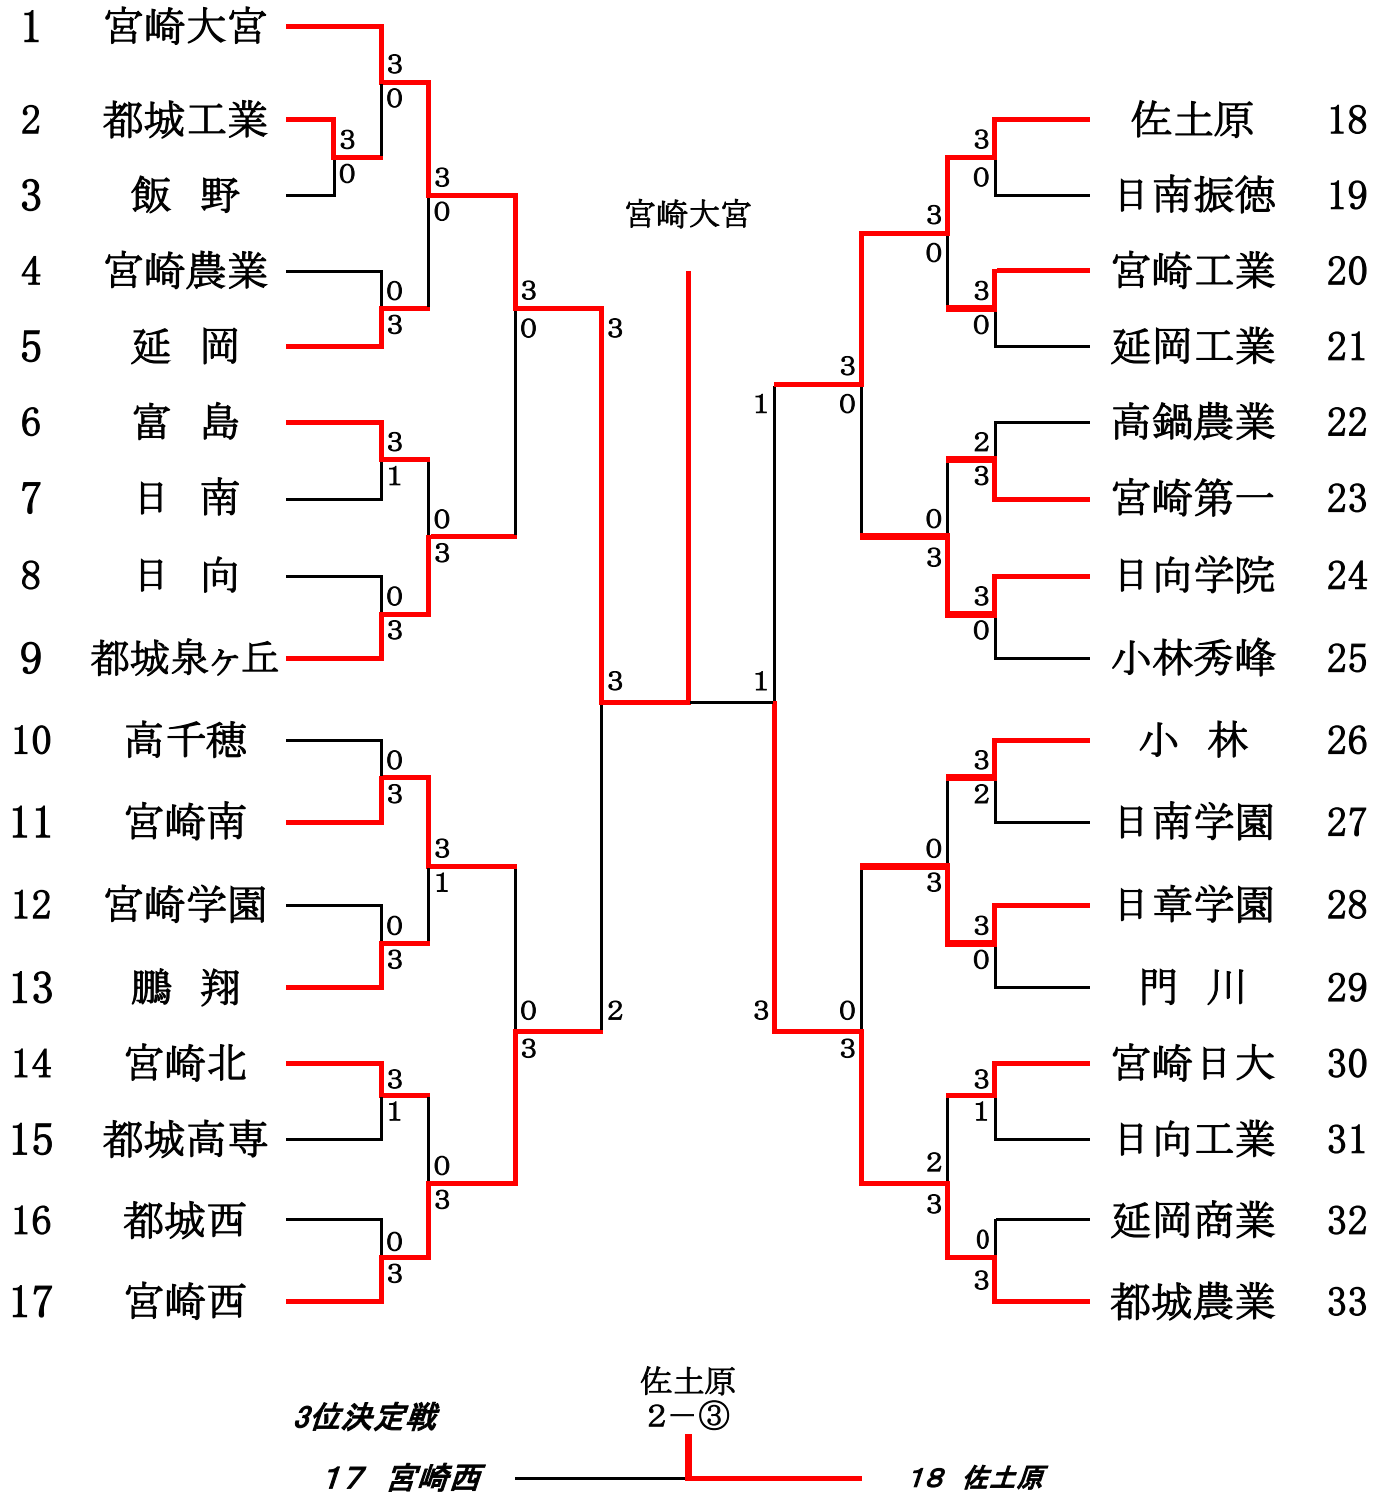 1 宮崎大宮
2 都城工業
3 飯 野
4 宮崎農業
5 延 岡
6 富 島
7 日 南
8 日 向
9 都城泉ヶ丘
10 高千穂
11 宮崎南
12 宮崎学園
13 鵬 翔
14 宮崎北
15 都城高専
16 都城西
17 宮崎西
3
0
3
0
0
3
3
1
0
3
0
3
0
3
3
1
0
3
3
0
0
3
3
1
0
3
3
0
0
3
3
3
2
宮崎大宮
1
1
3
3
0
0
3
3
0
0
3
0
3
2
3
3
0
3
0
2
3
3
0
3
2
3
0
3
1
0
3
佐土原 18
日南振徳 19
宮崎工業 20
延岡工業 21
高鍋農業 22
宮崎第一 23
日向学院 24
小林秀峰 25
小 林 26
日南学園 27
日章学園 28
門 川 29
宮崎日大 30
日向工業 31
延岡商業 32
都城農業 33
佐土原
2-③
3位決定戦
17 宮崎西
18 佐土原